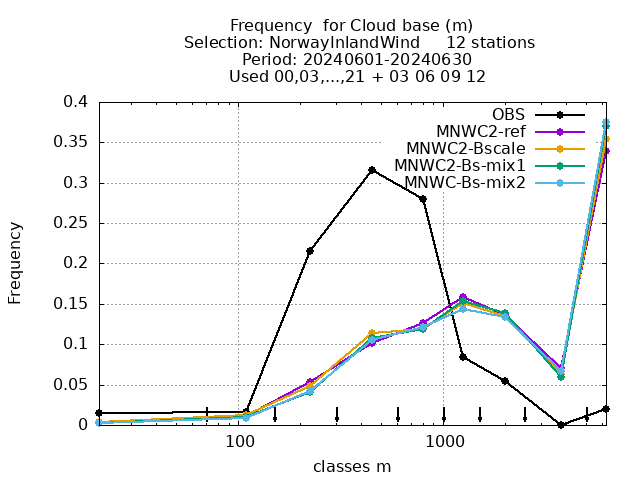 Frequency  for Cloud base (m)
Selection: NorwayInlandWind     12 stations
Period: 20240601-20240630
Used 00,03,...,21 + 03 06 09 12
OBS
MNWC2-ref
MNWC2-Bscale
MNWC2-Bs-mix1
MNWC-Bs-mix2
0.4
0.35
0.3
0.25
0.2
0.15
0.1
0.05
0
Frequency
100
1000
classes m